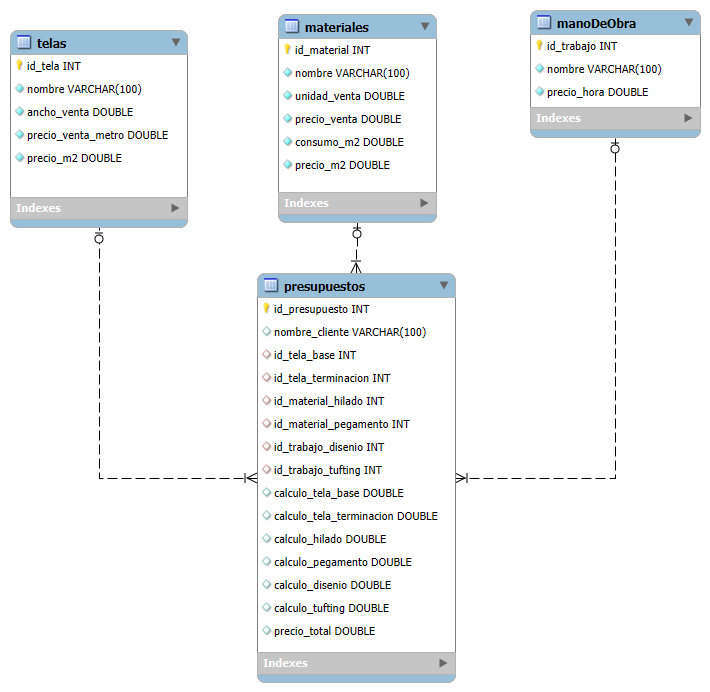 telas
id_tela INT
nombre VARCHAR(100)
ancho_venta DOUBLE
precio_venta_metro DOUBLE
precio_m2 DOUBLE
Indexes
materiales
id_material INT
nombre VARCHAR(100)
unidad_venta DOUBLE
precio_venta DOUBLE
consumo_m2 DOUBLE
precio_m2 DOUBLE
Indexes
manoDeObra
id_trabajo INT
nombre VARCHAR(100)
precio_hora DOUBLE
Indexes
presupuestos
id_presupuesto INT
nombre_cliente VARCHAR(100)
id_tela_base INT
id_tela_terminacion INT
id_material_hilado INT
id_material_pegamento INT
id_trabajo_disenio INT
id_trabajo_tufting INT
calculo_tela_base DOUBLE
calculo_tela_terminacion DOUBLE
calculo_hilado DOUBLE
calculo_pegamento DOUBLE
calculo_disenio DOUBLE
calculo_tufting DOUBLE
precio_total DOUBLE
Indexes